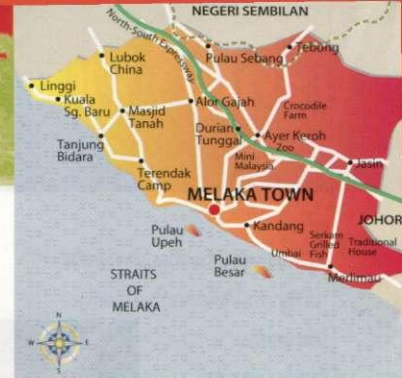 NEGERI SEMBILAN
North-South Expressway
Pulau Sebang
Tebong
Lubok
China
Linggi
Kuala
Sg. Baru
Masjid
Tanah
Alor Gajah
Crocodile
Farm
Durian
Tunggal
Ayer Keroh
Zoo
Tanjung
Bidara
Mini
Malaysia
Jasin
Terendak
Camp
MELAKA TOWN
JOHOR
Pulau
Upeh
Kandang
Serkam
Grilled
Fish
Traditional
House
Umbai
Pulau
Besar
Merlimau
STRAITS
OF
MELAKA
N
W
E
S